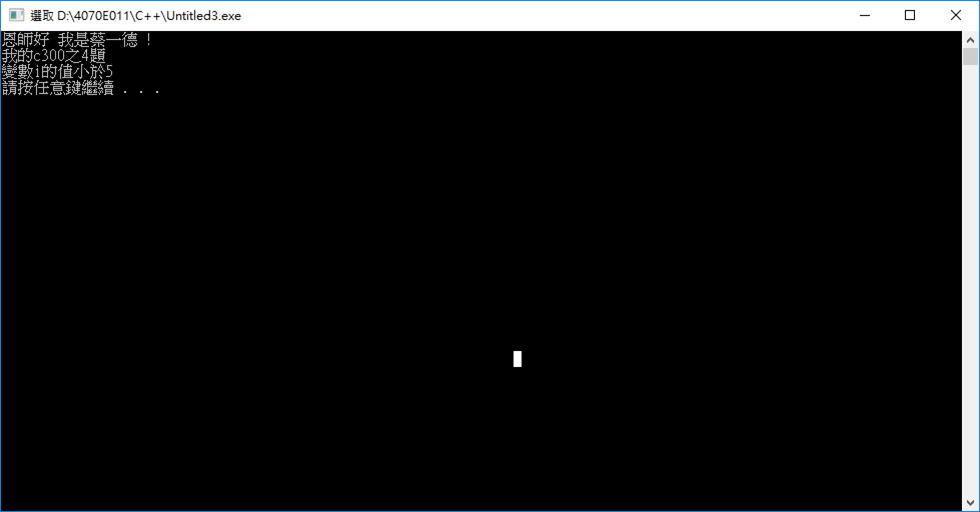 選取 D:\4070E011\C++\Untitled3.exe
恩師好 我是蔡一德 !
我的c300之4題
變數i的值小於5
請按任意鍵繼續 . . .